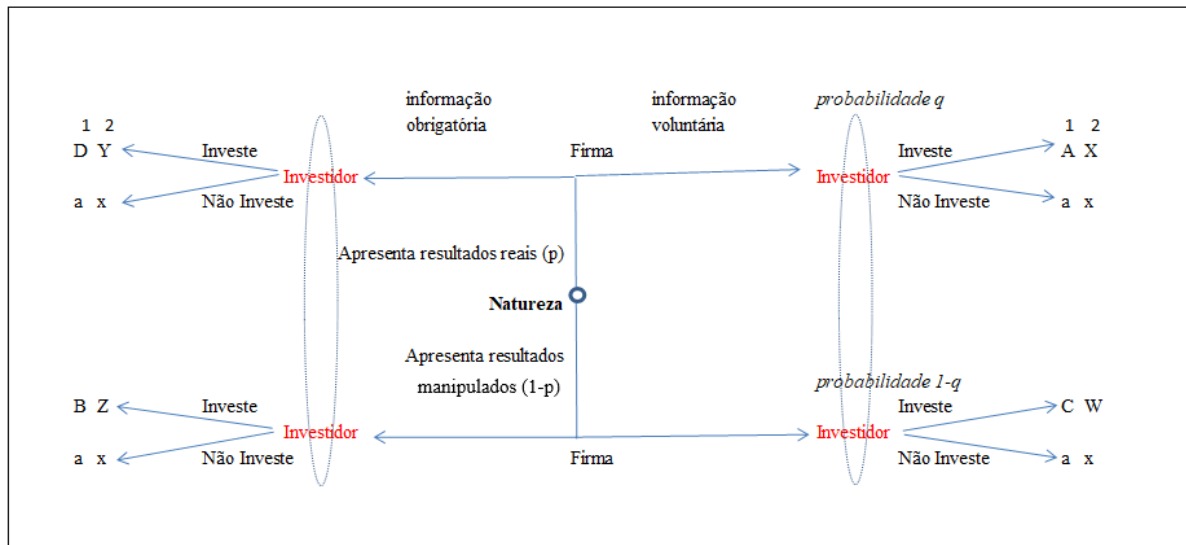 informação
obrigatória
informação
voluntária
probabilidade q
1 2
D Y
Investe
Investidor
a x
Não Investe
Firma
1 2
Investe
A X
Investidor
Não Investe
a x
Apresenta resultados reais (p)
Natureza
Apresenta resultados
manipulados (1-p)
probabilidade 1-q
B Z
Investe
Investidor
a x
Não Investe
Firma
Investe
C W
Investidor
Não Investe
a x